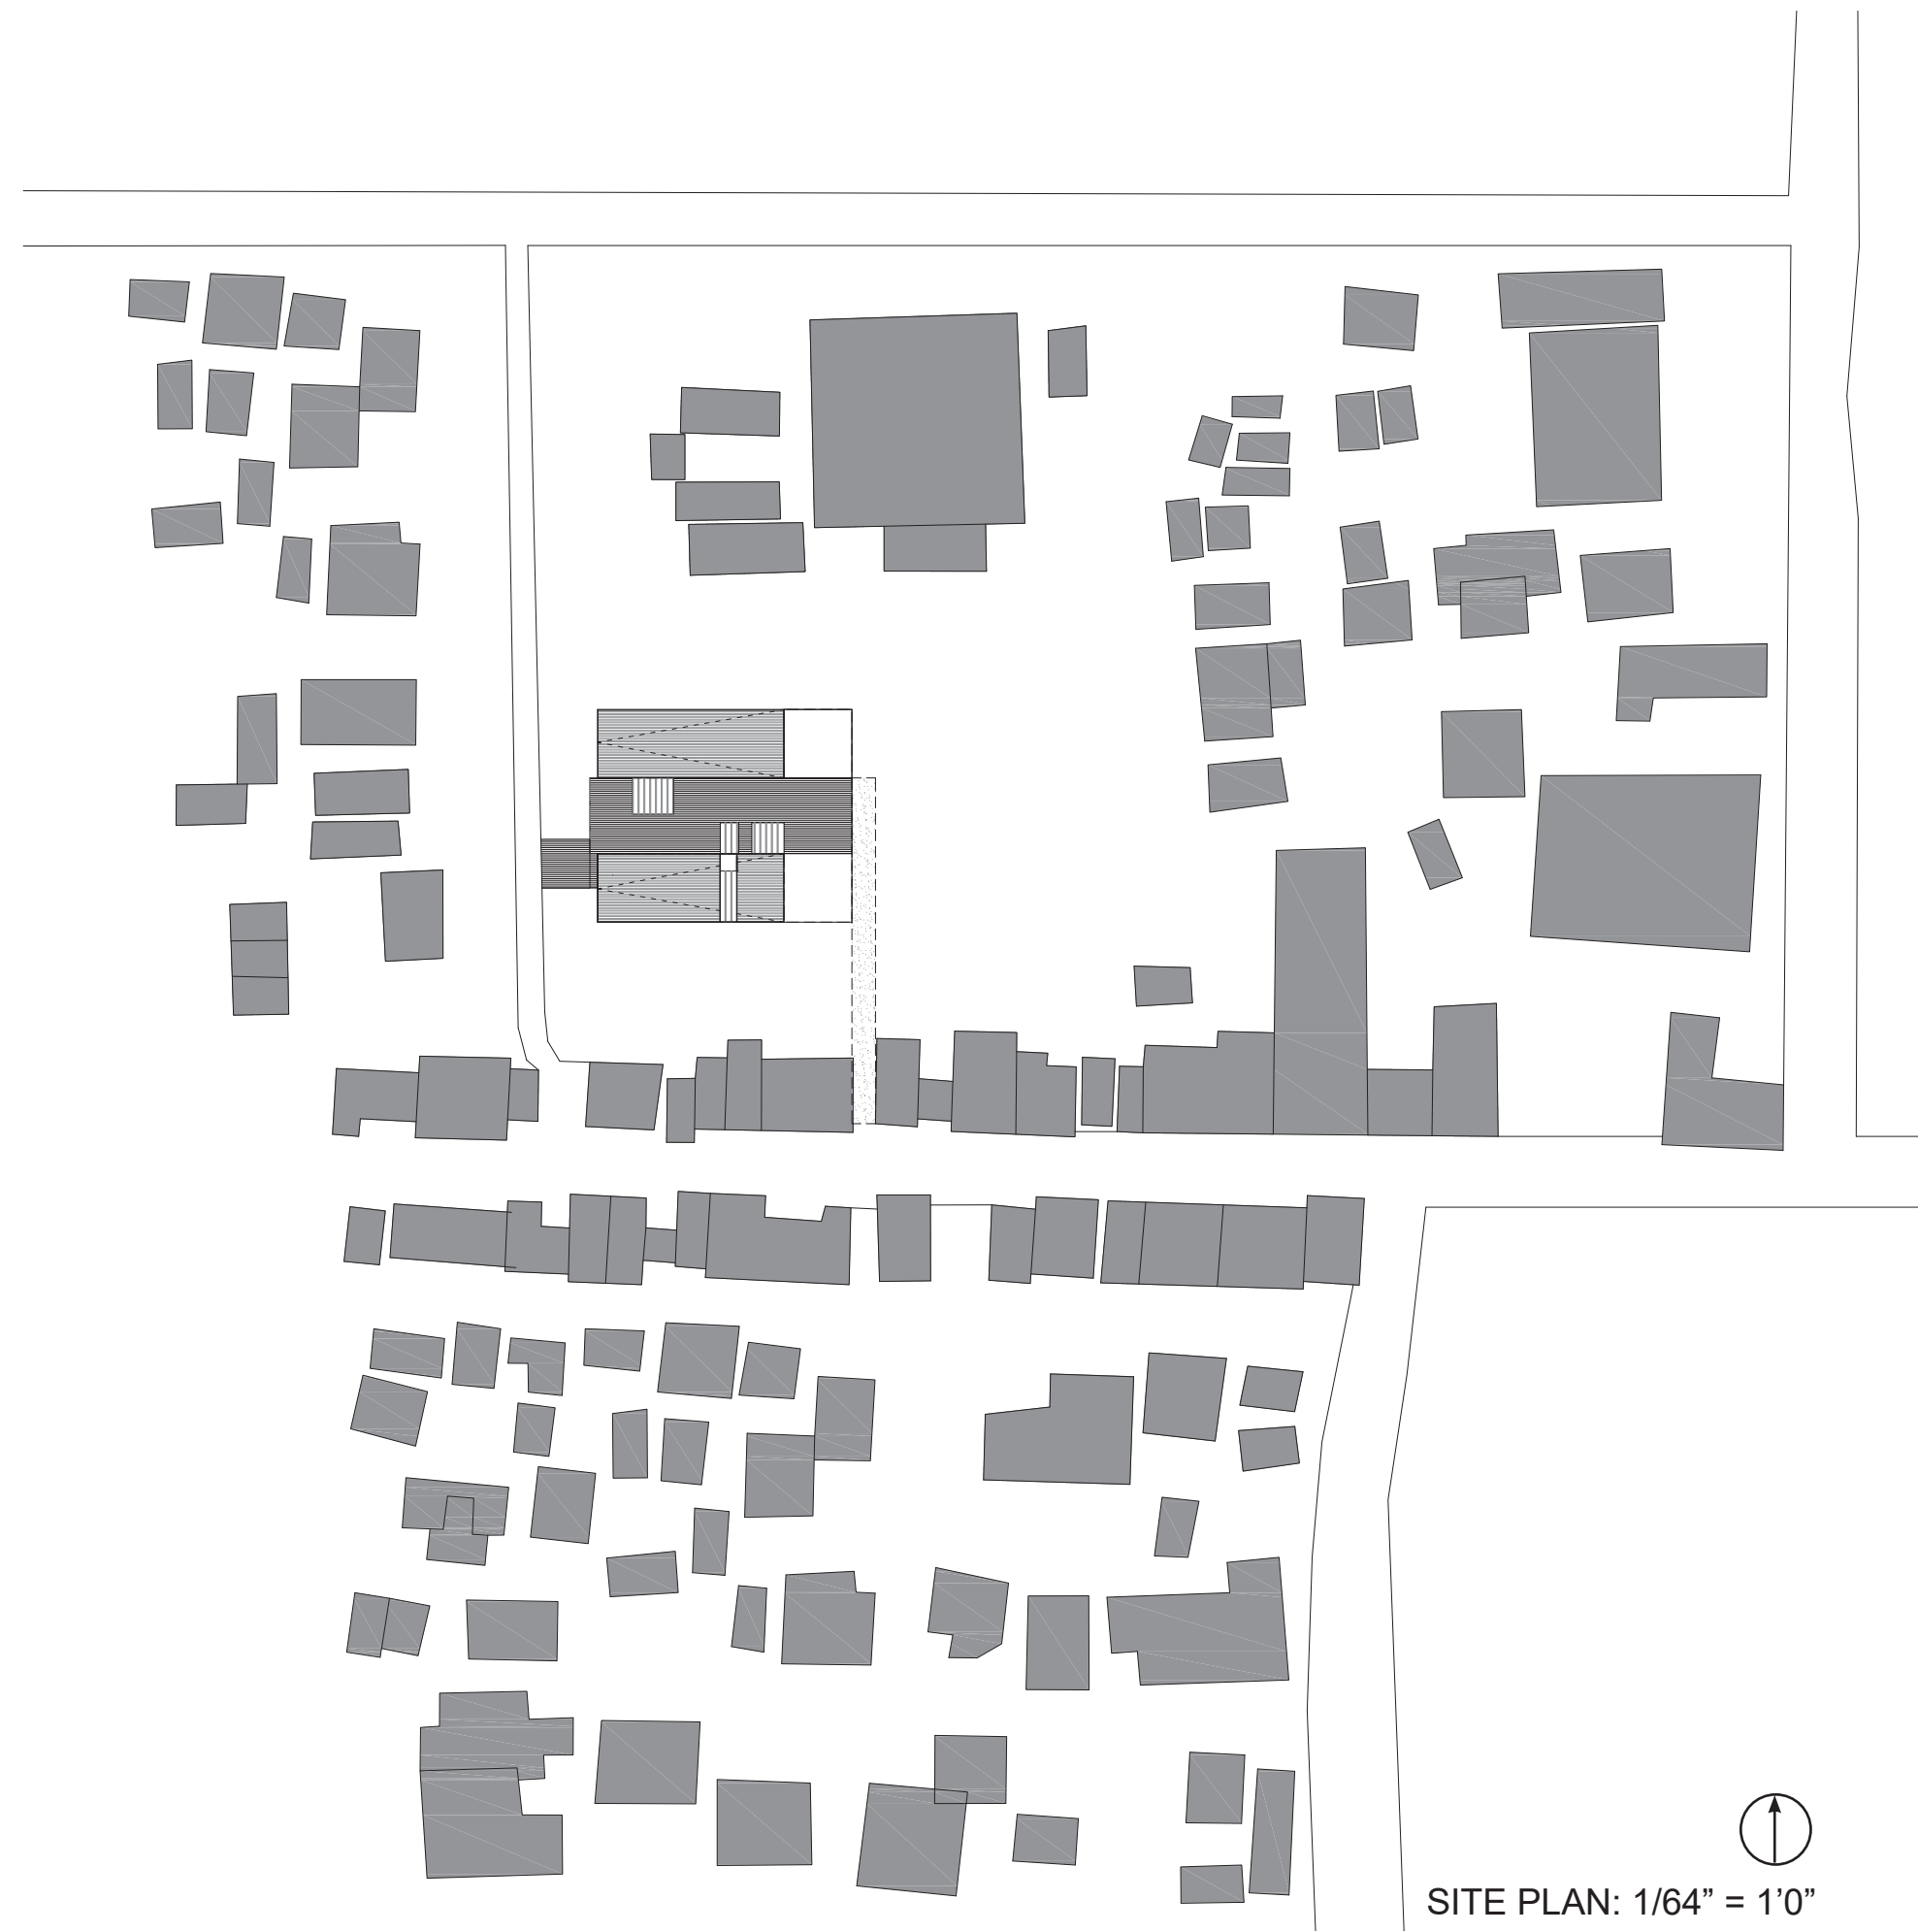 SITE PLAN: 1/64” = 1’0”